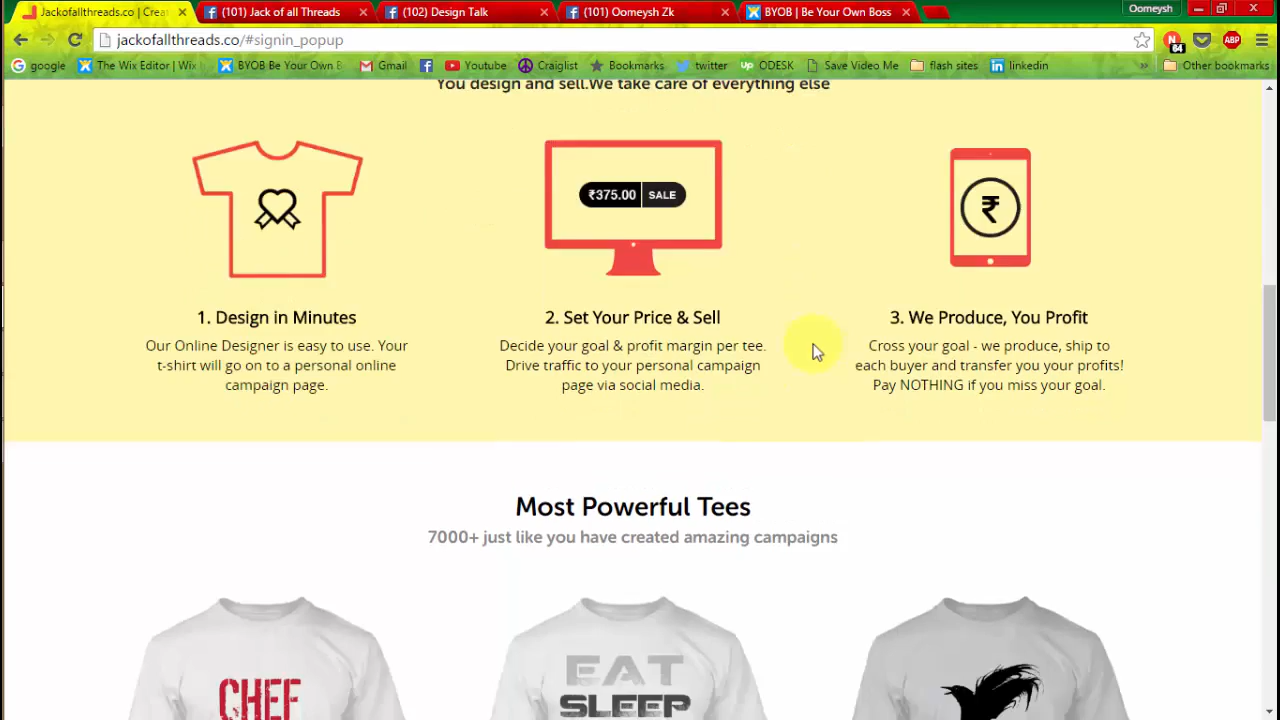 Jackofallthreads.co | Crea
(101) Jack of all Threads
(102) Design Talk
(101) Oomeysh Zk
BYOB | Be Your Own Boss
Oomeysh
jackofallthreads.co/#signin_popup
64
ABP
google
The Wix Editor | Wix
BYOB Be Your Own B
Gmail
Youtube
Craiglist
Bookmarks
twitter
ODESK
Save Video Me
flash sites
linkedin
Other bookmarks
You design and sell.We take care of everything else
₹375.00 SALE
₹
1. Design in Minutes
Our Online Designer is easy to use. Your
t-shirt will go on to a personal online
campaign page.
2. Set Your Price & Sell
Decide your goal & profit margin per tee.
Drive traffic to your personal campaign
page via social media.
3. We Produce, You Profit
Cross your goal - we produce, ship to
each buyer and transfer you your profits!
Pay NOTHING if you miss your goal.
Most Powerful Tees
7000+ just like you have created amazing campaigns
CHEF
EAT
SLEEP